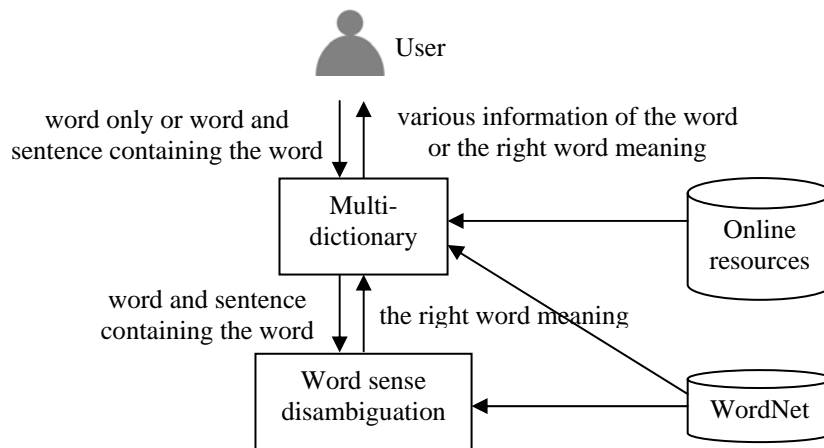 User
word only or word and
sentence containing the word
various information of the word
or the right word meaning
Multi-
dictionary
Online
resources
word and sentence
containing the word
the right word meaning
Word sense
disambiguation
WordNet